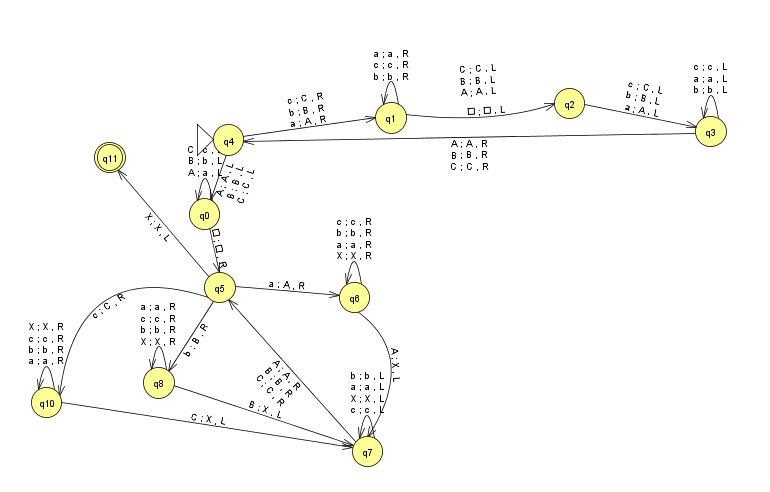 a ; a , R
c ; c , R
b ; b , R
q1
C ; C , L
B ; B , L
A ; A , L
□ ; □ , L
q2
c ; C , L
b ; B , L
a ; A , L
c ; c , L
a ; a , L
b ; b , L
q3
c ; C , R
b ; B , R
a ; A , R
q4
A ; A , R
B ; B , R
C ; C , R
q11
B ; b , L
A ; a , L
A ; A , L
B ; B , L
C ; C , L
q0
□ ; □ , R
X ; X , L
q5
a ; A , R
c ; c , R
b ; b , R
a ; a , R
X ; X , R
q6
c ; C , R
a ; a , R
c ; c , R
b ; b , R
X ; X , R
b ; B , R
q8
X ; X , R
c ; c , R
b ; b , R
a ; a , R
q10
A ; A , R
B ; B , R
C ; C , R
A ; X , L
B ; X , L
C ; X , L
b ; b , L
a ; a , L
X ; X , L
c ; c , L
q7